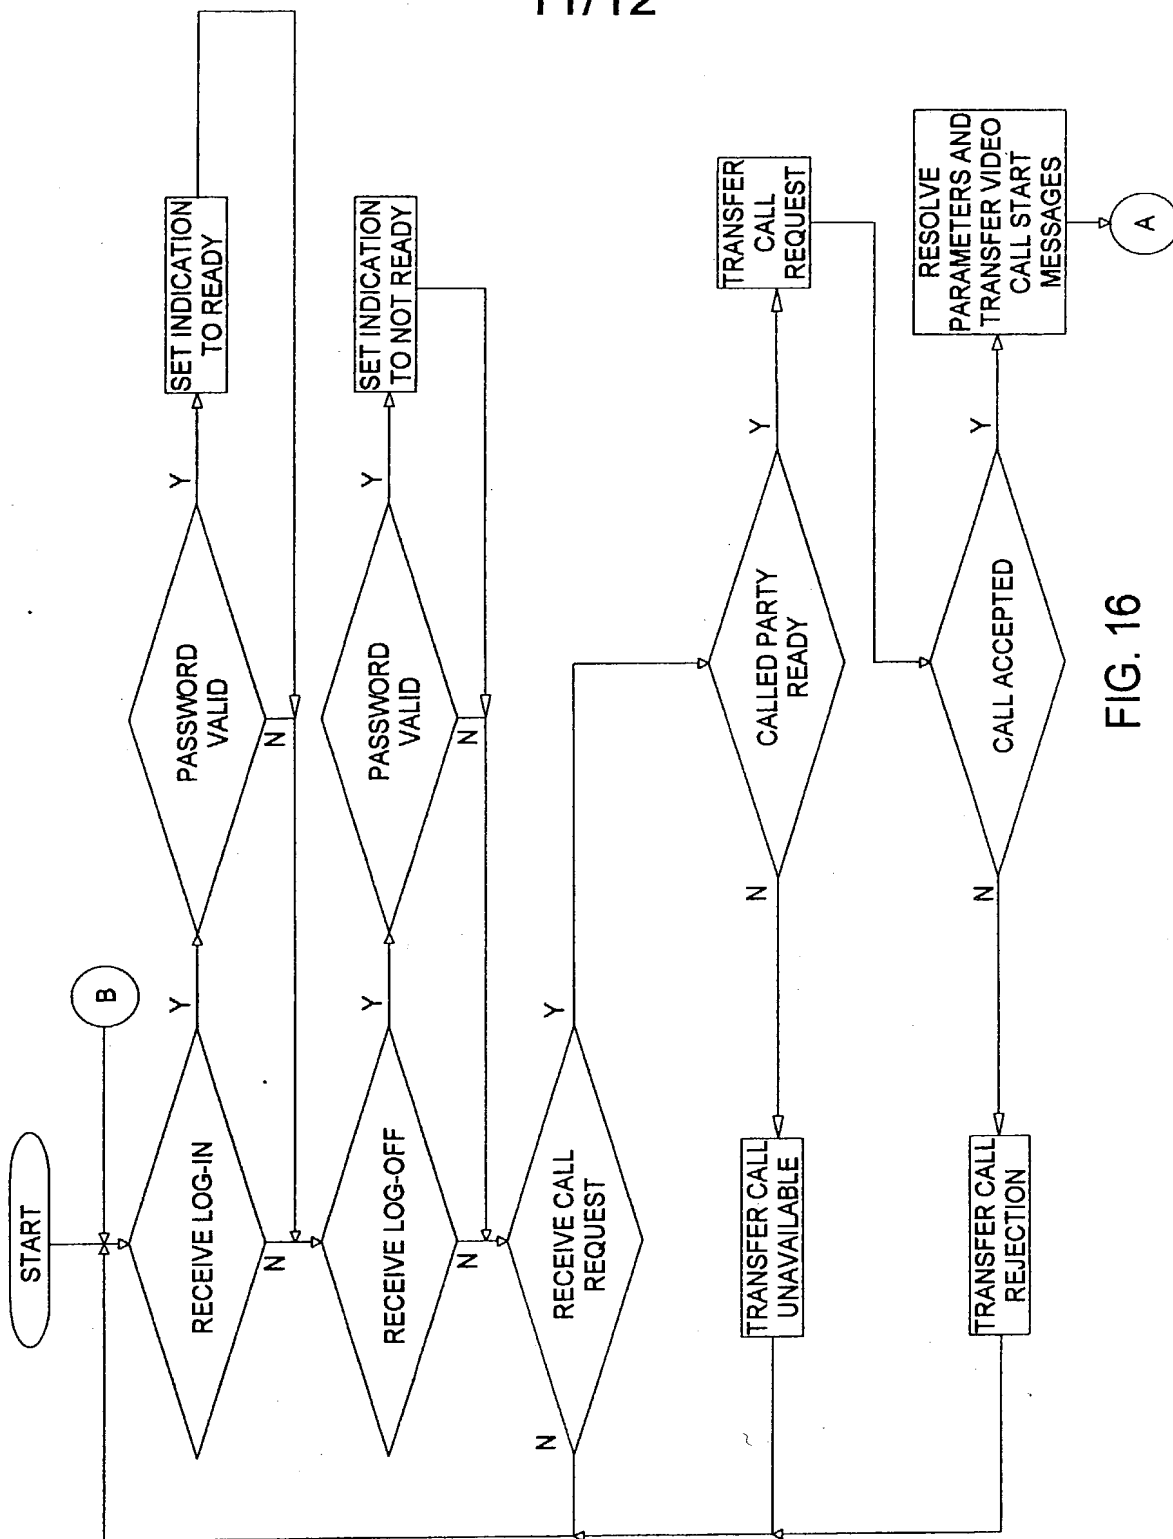 11/12
START
B
RECEIVE LOG-IN
Y
N
PASSWORD
VALID
Y
N
SET INDICATION
TO READY
RECEIVE LOG-OFF
Y
N
PASSWORD
VALID
Y
N
SET INDICATION
TO NOT READY
RECEIVE CALL
REQUEST
Y
N
CALLED PARTY
READY
Y
N
TRANSFER
CALL
REQUEST
TRANSFER CALL
UNAVAILABLE
CALL ACCEPTED
Y
N
RESOLVE
PARAMETERS AND
TRANSFER VIDEO
CALL START
MESSAGES
TRANSFER CALL
REJECTION
A
FIG. 16